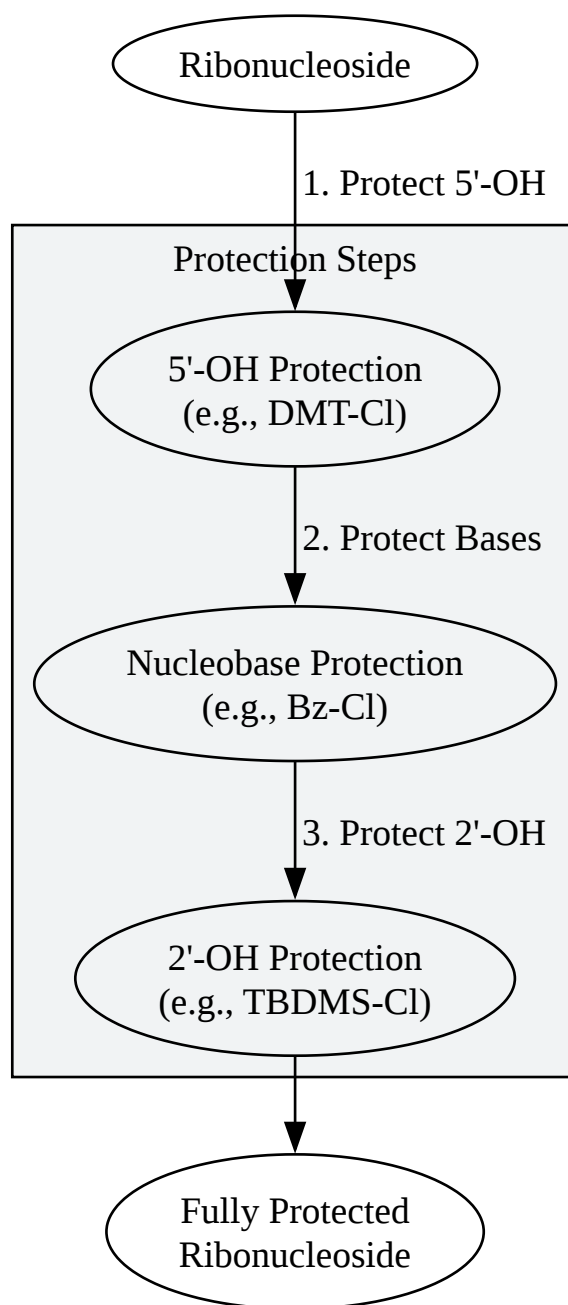 Ribonucleoside
1. Protect 5'-OH
Protection Steps
5'-OH Protection
(e.g., DMT-Cl)
2. Protect Bases
Nucleobase Protection
(e.g., Bz-Cl)
3. Protect 2'-OH
2'-OH Protection
(e.g., TBDMS-Cl)
Fully Protected
Ribonucleoside